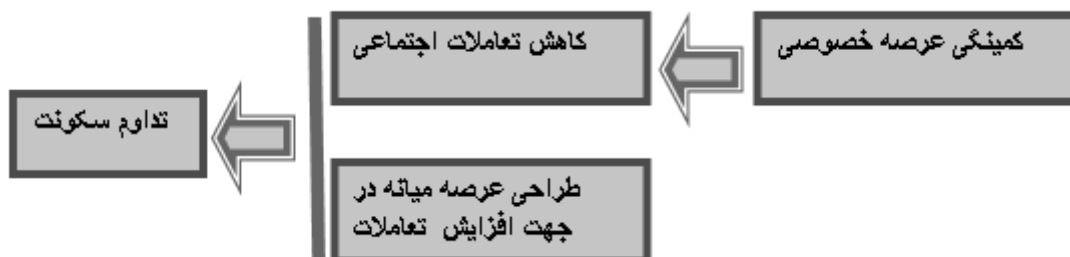 کمینگی عرصه خصوصی
کاهش تعاملات اجتماعی
طراحی عرصه میانه در
جهت افزایش تعاملات
تداوم سکونت